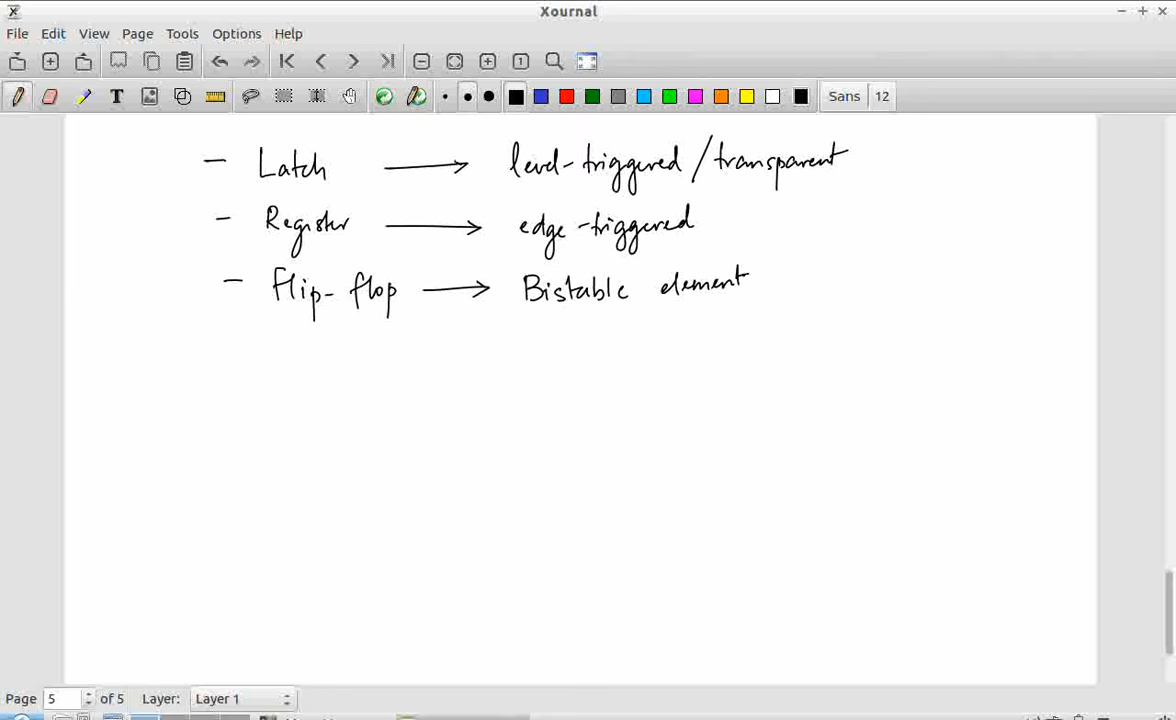 Xournal
File Edit View Page Tools Options Help
Sans 12
- Latch → level-triggered / transparent
- Register → edge-triggered
- Flip-flop → Bistable element
Page 5 of 5 Layer: Layer 1